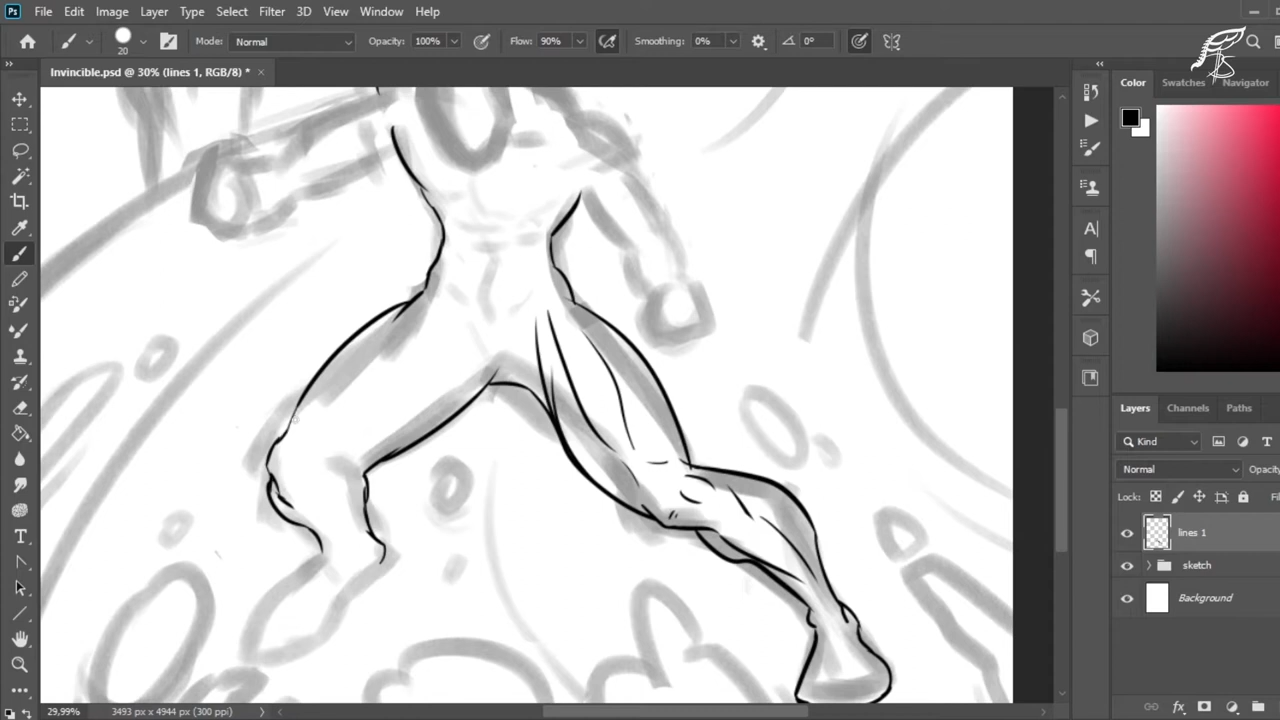 Ps File Edit Image Layer Type Select Filter 3D View Window Help
20 Mode: Normal Opacity: 100% Flow: 90% Smoothing: 0% 0°
Invincible.psd @ 30% (lines 1, RGB/8) * ×
Color Swatches Navigator
A|
Layers Channels Paths
Kind T
Normal Opacity
Lock: Fil
lines 1
sketch
Background
T
29,99% 3493 px x 4944 px (300 ppi)
fx